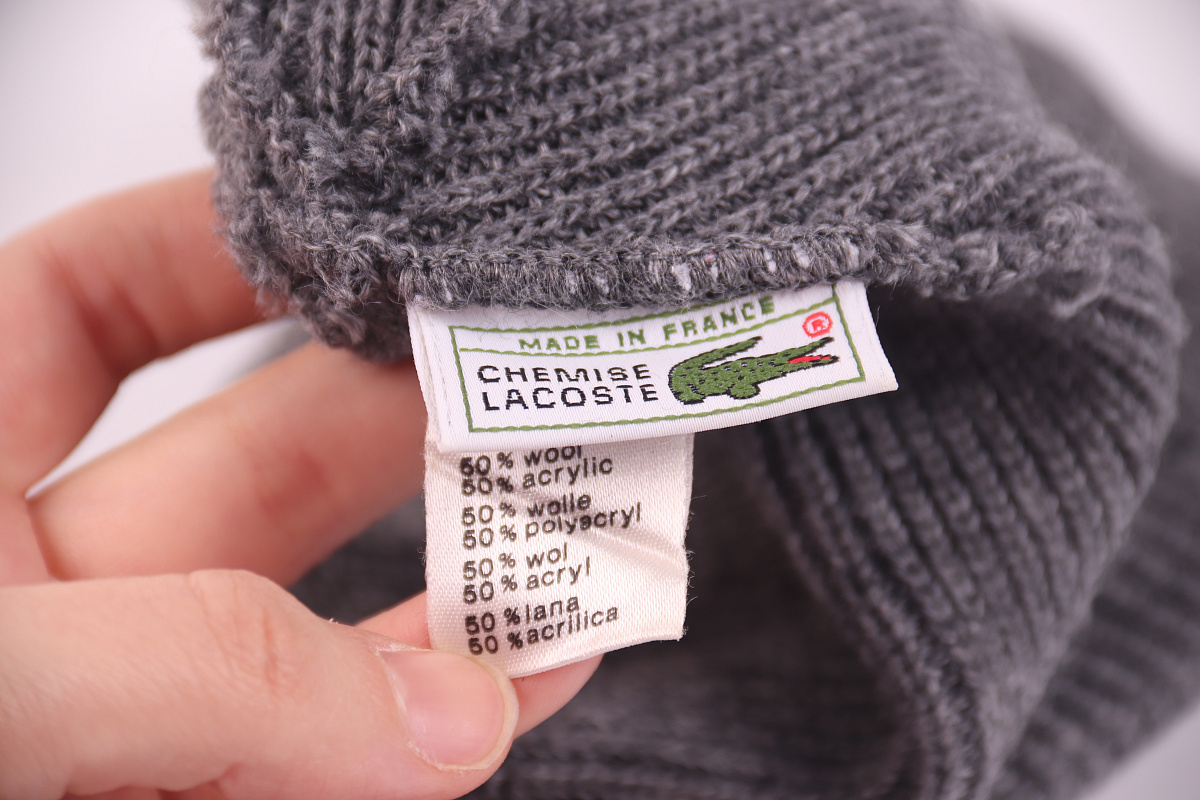 MADE IN FRANCE
®
CHEMISE
LACOSTE
50 % wool
50 % acrylic
50 % wolle
50 % polyacryl
50 % wol
50 % acryl
50 % lana
50 % acrilica